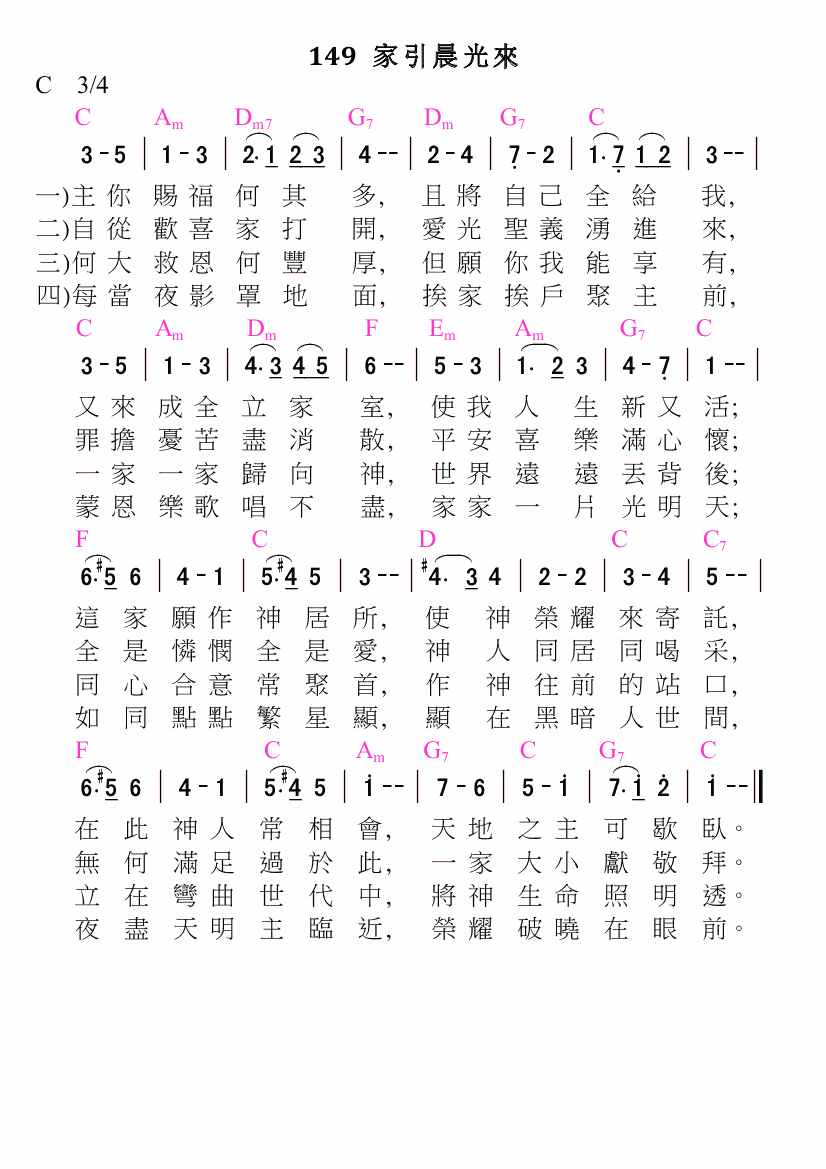 149 家引晨光來
C 3/4
C Am Dm7 G7 Dm G7 C
3 - 5 | 1 - 3 | 2. 1 2 3 | 4 - - | 2 - 4 | 7̣ - 2 | 1. 7̣ 1 2 | 3 - - |
一)主你賜福何其多, 且將自己全給我,
二)自從歡喜家打開, 愛光聖義湧進來,
三)何大救恩何豐厚, 但願你我能享有,
四)每當夜影罩地面, 挨家挨戶聚主前,
C Am Dm F Em Am G7 C
3 - 5 | 1 - 3 | 4. 3 4 5 | 6 - - | 5 - 3 | 1. 2 3 | 4 - 7̣ | 1 - - |
又來成全立家室, 使我人生新又活;
罪擔憂苦盡消散, 平安喜樂滿心懷;
一家一家歸向神, 世界遠遠丟背後;
蒙恩樂歌唱不盡, 家家一片光明天;
F C D C C7
6. #5 6 | 4 - 1 | 5. #4 5 | 3 - - | #4. 3 4 | 2 - 2 | 3 - 4 | 5 - - |
這家願作神居所, 使神榮耀來寄託,
全是憐憫全是愛, 神人同居同喝采,
同心合意常聚首, 作神往前的站口,
如同點點繁星顯, 顯在黑暗人世間,
F C Am G7 C G7 C
6. #5 6 | 4 - 1 | 5. #4 5 | 1̇ - - | 7 - 6 | 5 - 1̇ | 7. 1̇ 2̇ | 1̇ - - ‖
在此神人常相會, 天地之主可歇臥。
無何滿足過於此, 一家大小獻敬拜。
立在彎曲世代中, 將神生命照明透。
夜盡天明主臨近, 榮耀破曉在眼前。